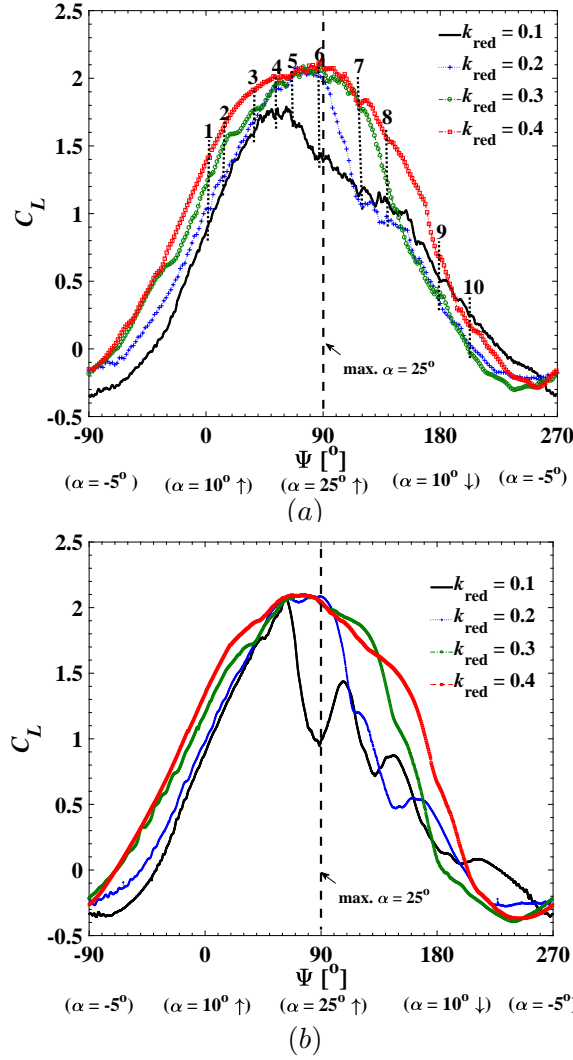 (a)
C_L
2.5
2
1.5
1
0.5
0
-0.5
k_red = 0.1
k_red = 0.2
k_red = 0.3
k_red = 0.4
1 2 3 4 5 6 7 8 9 10
max. α = 25°
-90 0 90 180 270
Ψ [°]
(α = -5°) (α = 10° ↑) (α = 25° ↑) (α = 10° ↓) (α = -5°)
(b)
C_L
2.5
2
1.5
1
0.5
0
-0.5
k_red = 0.1
k_red = 0.2
k_red = 0.3
k_red = 0.4
max. α = 25°
-90 0 90 180 270
Ψ [°]
(α = -5°) (α = 10° ↑) (α = 25° ↑) (α = 10° ↓) (α = -5°